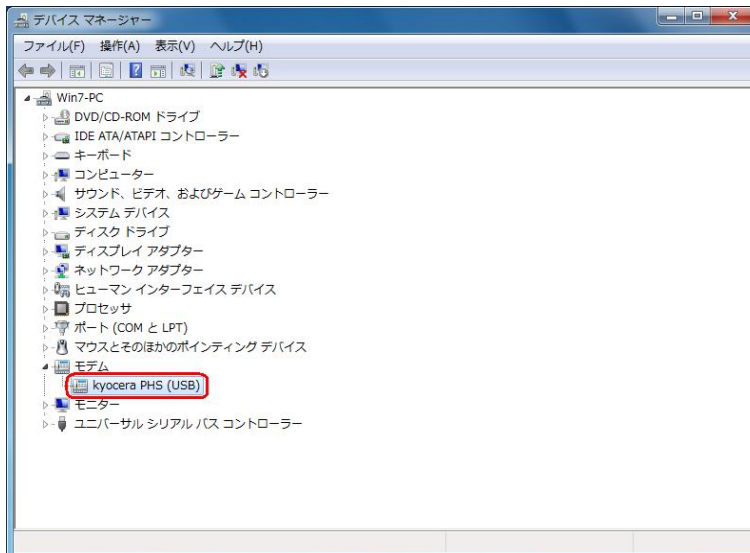 デバイス マネージャー
ファイル(F) 操作(A) 表示(V) ヘルプ(H)
Win7-PC
DVD/CD-ROM ドライブ
IDE ATA/ATAPI コントローラー
キーボード
コンピューター
サウンド、ビデオ、およびゲーム コントローラー
システム デバイス
ディスク ドライブ
ディスプレイ アダプター
ネットワーク アダプター
ヒューマン インターフェイス デバイス
プロセッサ
ポート (COM と LPT)
マウスとそのほかのポインティング デバイス
モデム
kyocera PHS (USB)
モニター
ユニバーサル シリアル バス コントローラー